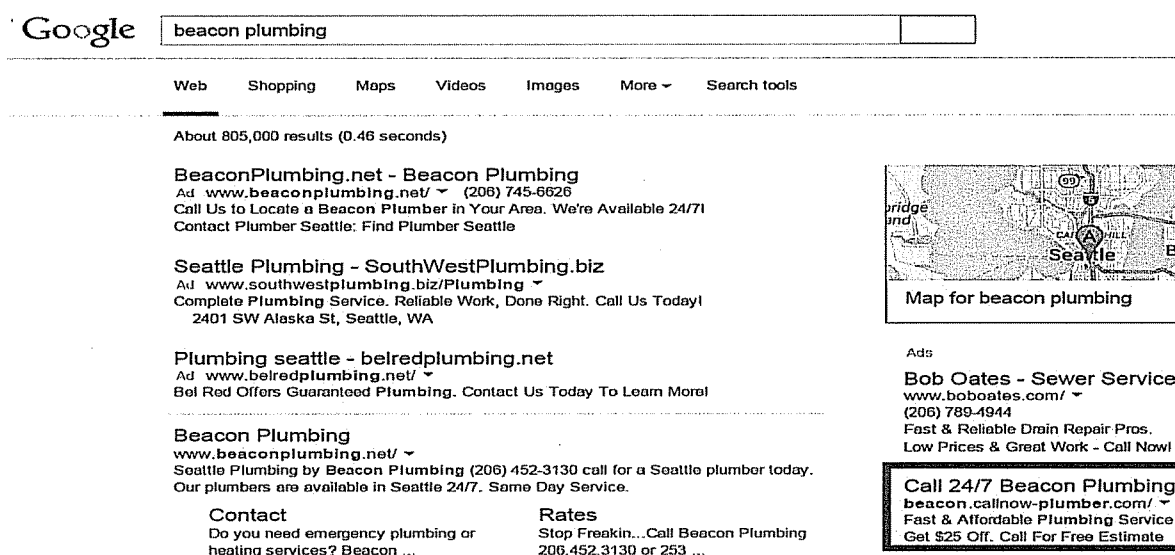 Google
beacon plumbing
Web Shopping Maps Videos Images More Search tools
About 805,000 results (0.46 seconds)
BeaconPlumbing.net - Beacon Plumbing
Ad www.beaconplumbing.net/ (206) 745-6626
Call Us to Locate a Beacon Plumber in Your Area. We're Available 24/7!
Contact Plumber Seattle: Find Plumber Seattle
Seattle Plumbing - SouthWestPlumbing.biz
Ad www.southwestplumbing.biz/Plumbing
Complete Plumbing Service. Reliable Work, Done Right. Call Us Today!
2401 SW Alaska St, Seattle, WA
Plumbing seattle - belredplumbing.net
Ad www.belredplumbing.net/
Bel Red Offers Guaranteed Plumbing. Contact Us Today To Learn More!
Beacon Plumbing
www.beaconplumbing.net/
Seattle Plumbing by Beacon Plumbing (206) 452-3130 call for a Seattle plumber today.
Our plumbers are available in Seattle 24/7. Same Day Service.
Contact
Do you need emergency plumbing or
heating services? Beacon ...
Rates
Stop Freakin...Call Beacon Plumbing
206.452.3130 or 253 ...
99
5
A HILL
Seattle
Map for beacon plumbing
Ads
Bob Oates - Sewer Service
www.boboates.com/
(206) 789-4944
Fast & Reliable Drain Repair Pros.
Low Prices & Great Work - Call Now!
Call 24/7 Beacon Plumbing
beacon.callnow-plumber.com/
Fast & Affordable Plumbing Service
Get $25 Off. Call For Free Estimate